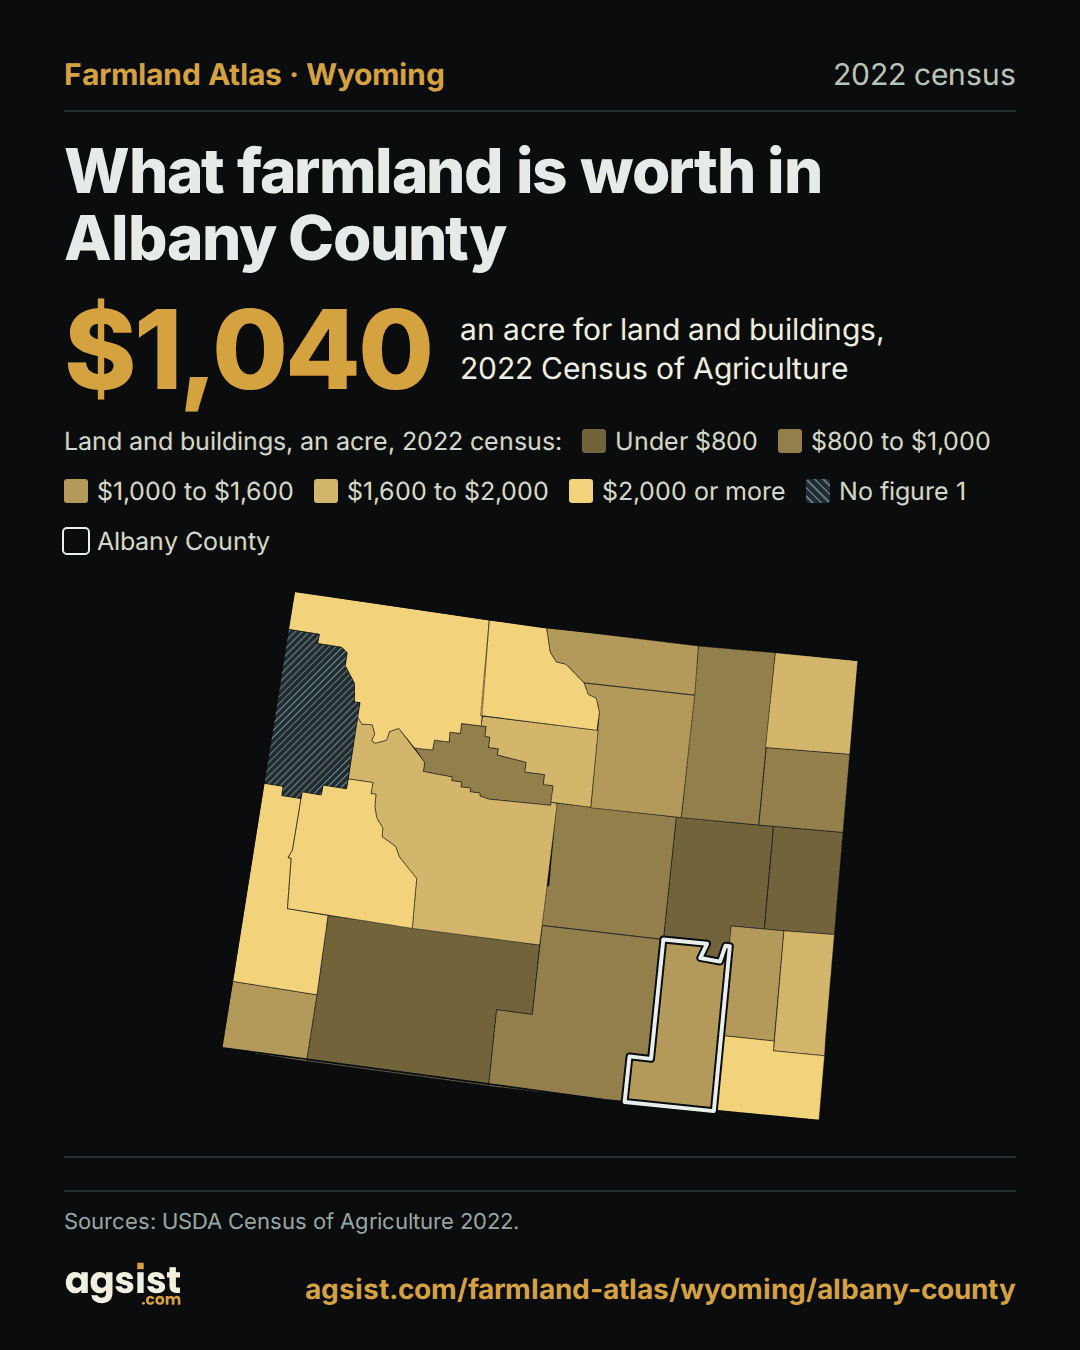 Farmland Atlas · Wyoming
2022 census
What farmland is worth in
Albany County
$1,040
an acre for land and buildings,
2022 Census of Agriculture
Land and buildings, an acre, 2022 census: Under $800 $800 to $1,000
$1,000 to $1,600 $1,600 to $2,000 $2,000 or more No figure 1
Albany County
Sources: USDA Census of Agriculture 2022.
agsist
.com
agsist.com/farmland-atlas/wyoming/albany-county